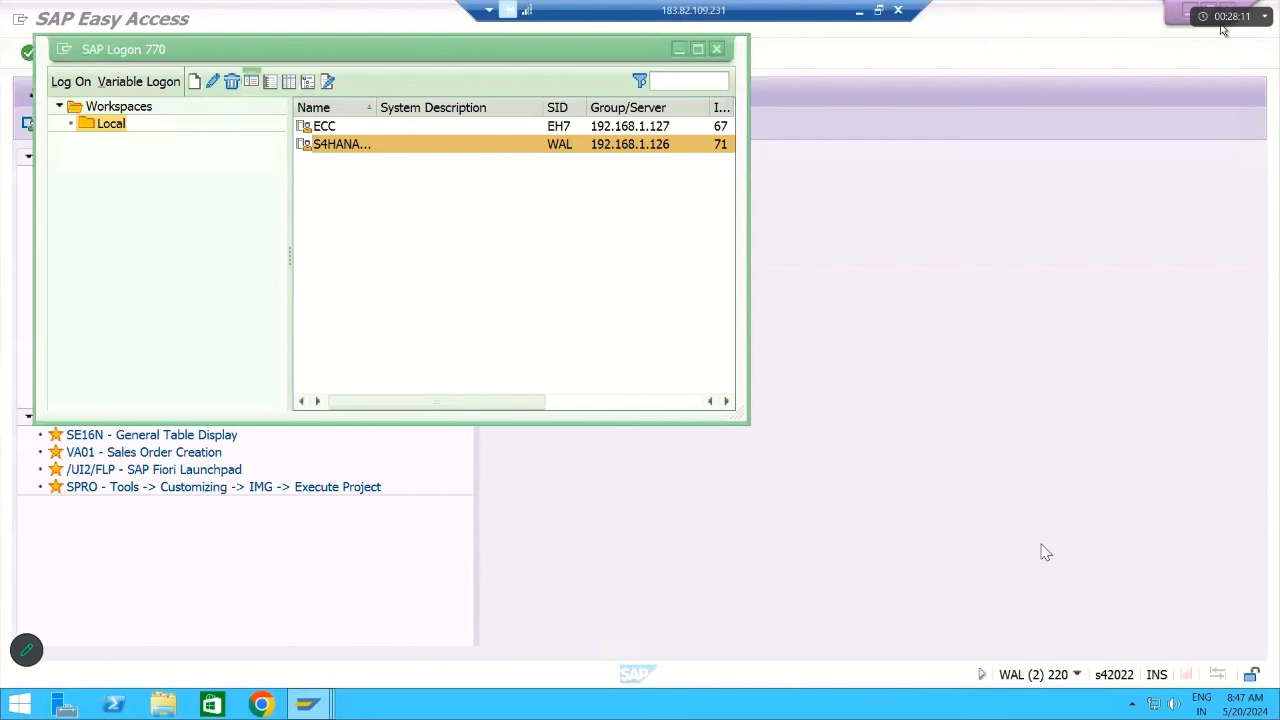 SAP Easy Access
183.82.109.231
00:28:11
SAP Logon 770
Log On Variable Logon
Workspaces
Local
Name System Description SID Group/Server I...
ECC EH7 192.168.1.127 67
S4HANA... WAL 192.168.1.126 71
SE16N - General Table Display
VA01 - Sales Order Creation
/UI2/FLP - SAP Fiori Launchpad
SPRO - Tools -> Customizing -> IMG -> Execute Project
SAP
WAL (2) 220 s42022 INS
ENG 8:47 AM
IN 5/20/2024